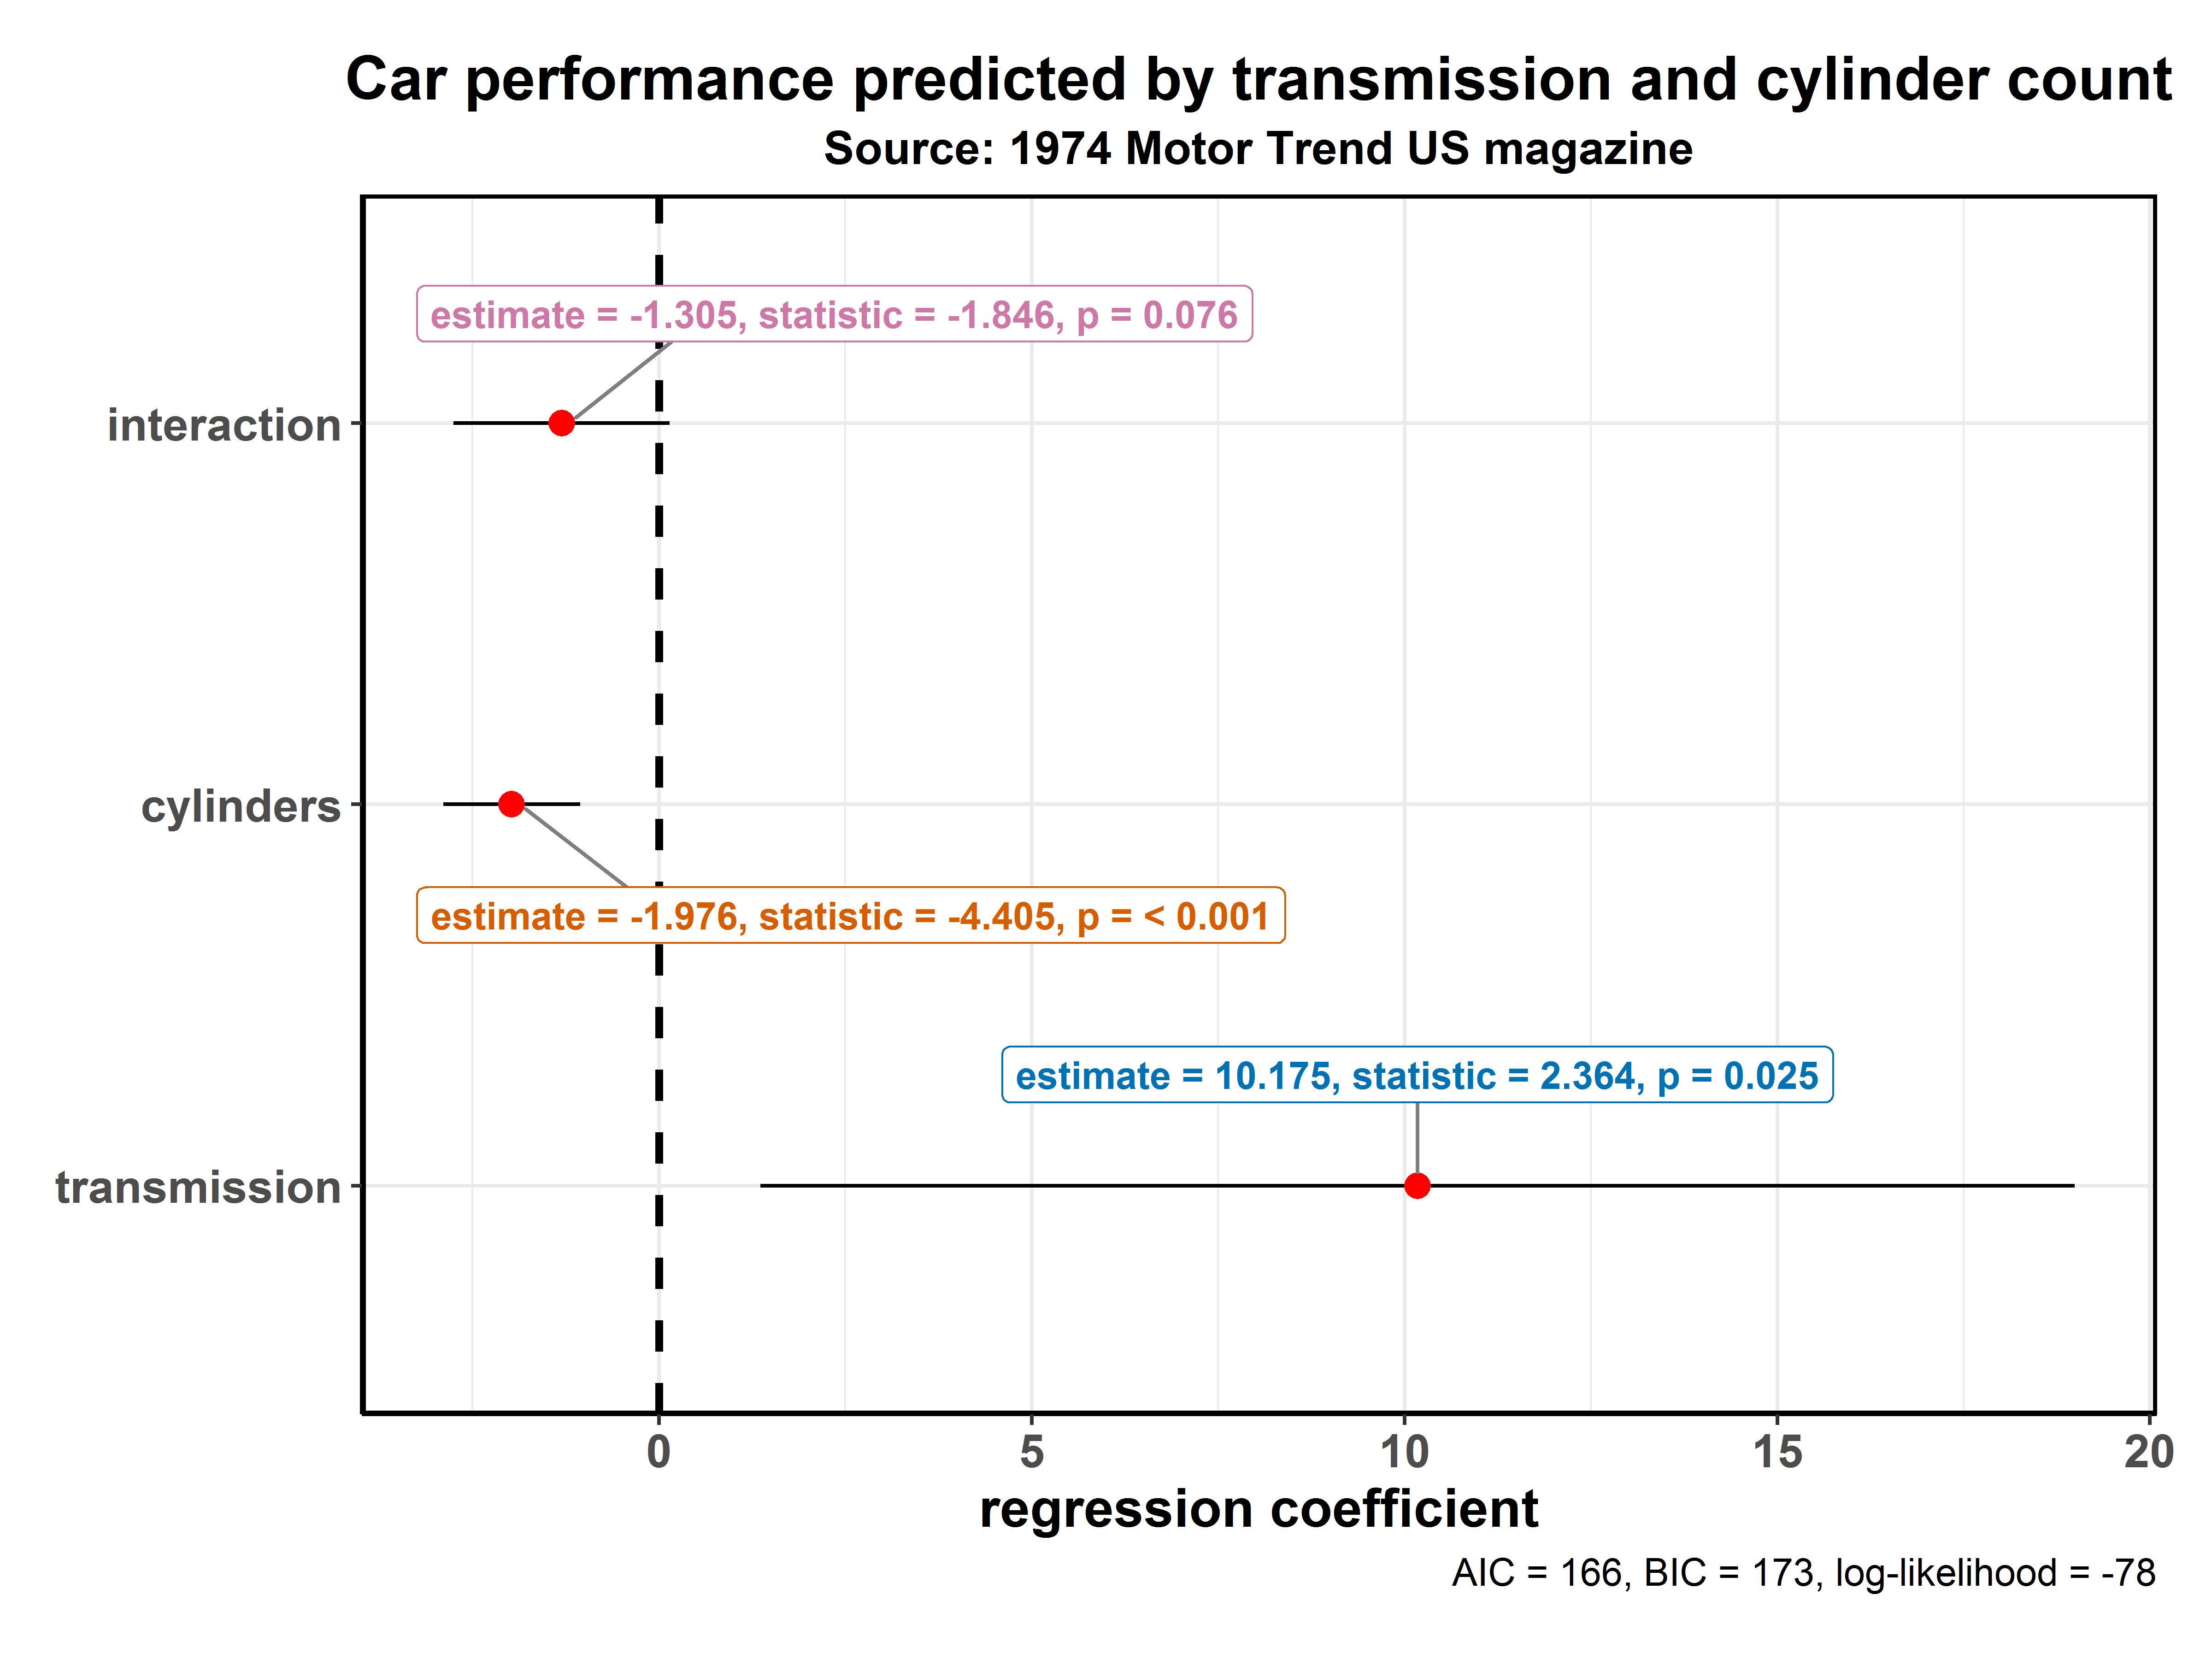 Car performance predicted by transmission and cylinder count
Source: 1974 Motor Trend US magazine
estimate = -1.305, statistic = -1.846, p = 0.076
interaction
cylinders
estimate = -1.976, statistic = -4.405, p = < 0.001
estimate = 10.175, statistic = 2.364, p = 0.025
transmission
0 5 10 15 20
regression coefficient
AIC = 166, BIC = 173, log-likelihood = -78